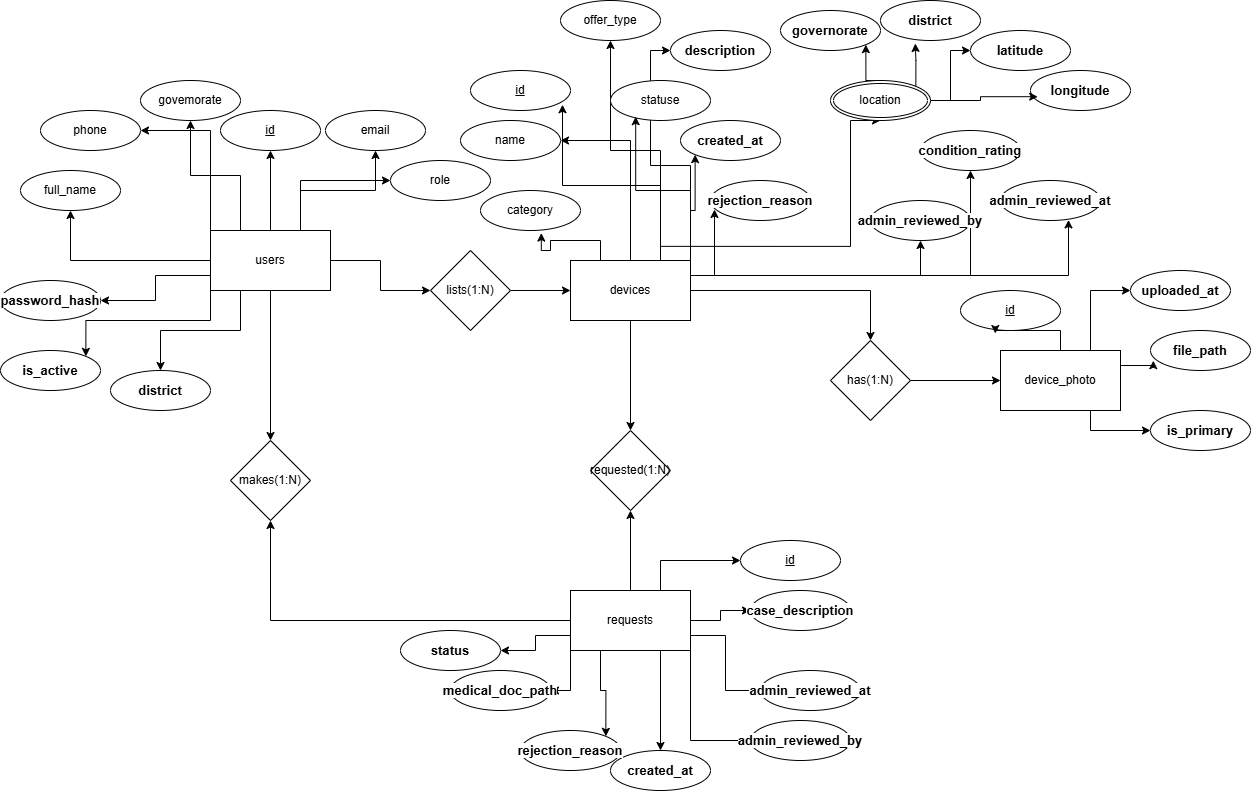 offer_type
description
governorate
district
latitude
longitude
id
statuse
location
govemorate
phone
id
email
name
created_at
condition_rating
full_name
role
category
rejection_reason
admin_reviewed_by
admin_reviewed_at
users
lists(1:N)
devices
password_hash
id
uploaded_at
is_active
district
has(1:N)
device_photo
file_path
is_primary
makes(1:N)
requested(1:N)
id
requests
case_description
status
medical_doc_path
admin_reviewed_at
rejection_reason
admin_reviewed_by
created_at